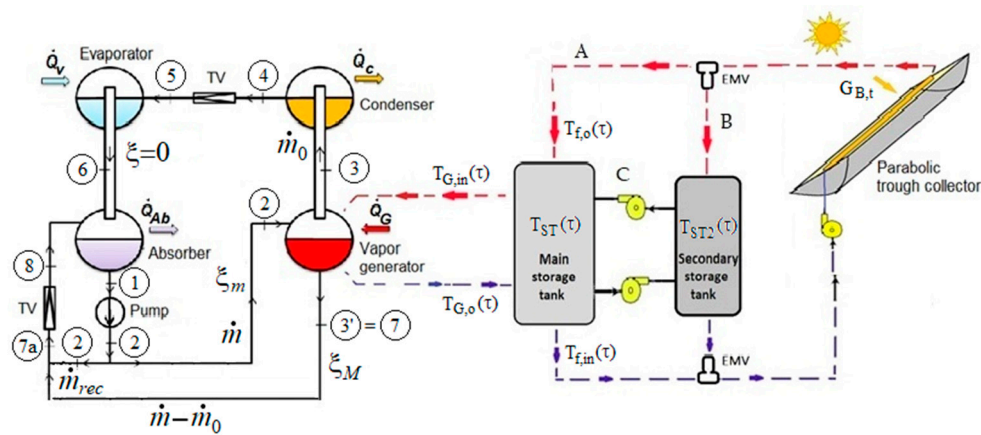 Evaporator
Q̇v
5
TV
4
Q̇c
Condenser
ξ=0
6
ṁ0
3
2
Q̇Ab
Absorber
Q̇G
Vapor
generator
8
1
TV
Pump
7a
2
2
ṁrec
ξm
ṁ
3' = 7
ξM
ṁ−ṁ0
A
EMV
B
GB,t
Parabolic
trough collector
Tf,o(τ)
TG,in(τ)
C
TST(τ)
Main
storage
tank
TST2(τ)
Secondary
storage
tank
TG,o(τ)
Tf,in(τ)
EMV